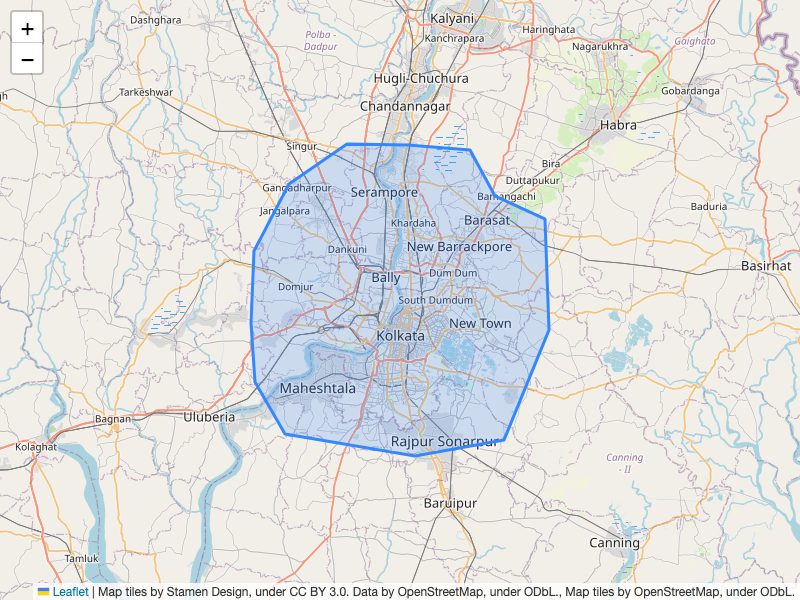 +
−
Dashghara
Kalyani
Haringhata
Polba -
Dadpur
Kanchrapara
Nagarukhra
Gaighata
Hugli-Chuchura
Tarkeshwar
Gobardanga
Chandannagar
Habra
Singur
Bira
Duttapukur
Gangadharpur
Serampore
Bamangachi
Jangalpara
Baduria
Khardaha
Barasat
Dankuni
New Barrackpore
Basirhat
Bally
Dum Dum
Domjur
South Dumdum
New Town
Kolkata
Maheshtala
Bagnan
Uluberia
Kolaghat
Rajpur Sonarpur
Canning
- II
Baruipur
Canning
Tamluk
Leaflet | Map tiles by Stamen Design, under CC BY 3.0. Data by OpenStreetMap, under ODbL., Map tiles by OpenStreetMap, under ODbL.